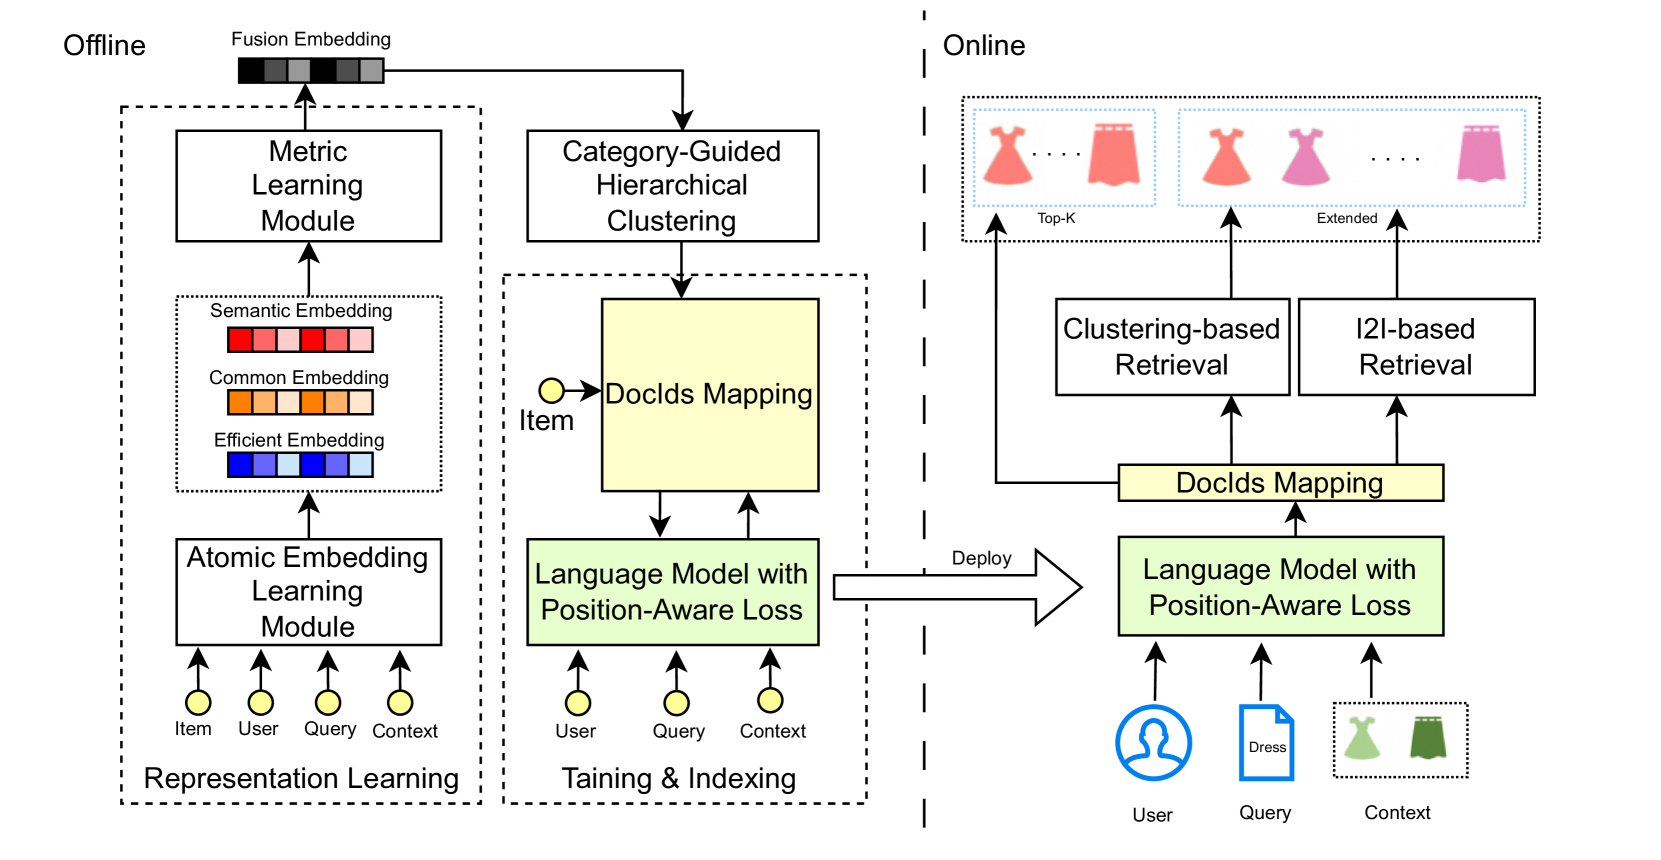 Offline
Fusion Embedding
Metric
Learning
Module
Semantic Embedding
Common Embedding
Efficient Embedding
Atomic Embedding
Learning
Module
Item
User
Query
Context
Representation Learning
Category-Guided
Hierarchical
Clustering
DocIds Mapping
Item
Language Model with
Position-Aware Loss
User
Query
Context
Taining & Indexing
Deploy
Online
Top-K
Extended
Clustering-based
Retrieval
I2I-based
Retrieval
DocIds Mapping
Language Model with
Position-Aware Loss
Dress
User
Query
Context